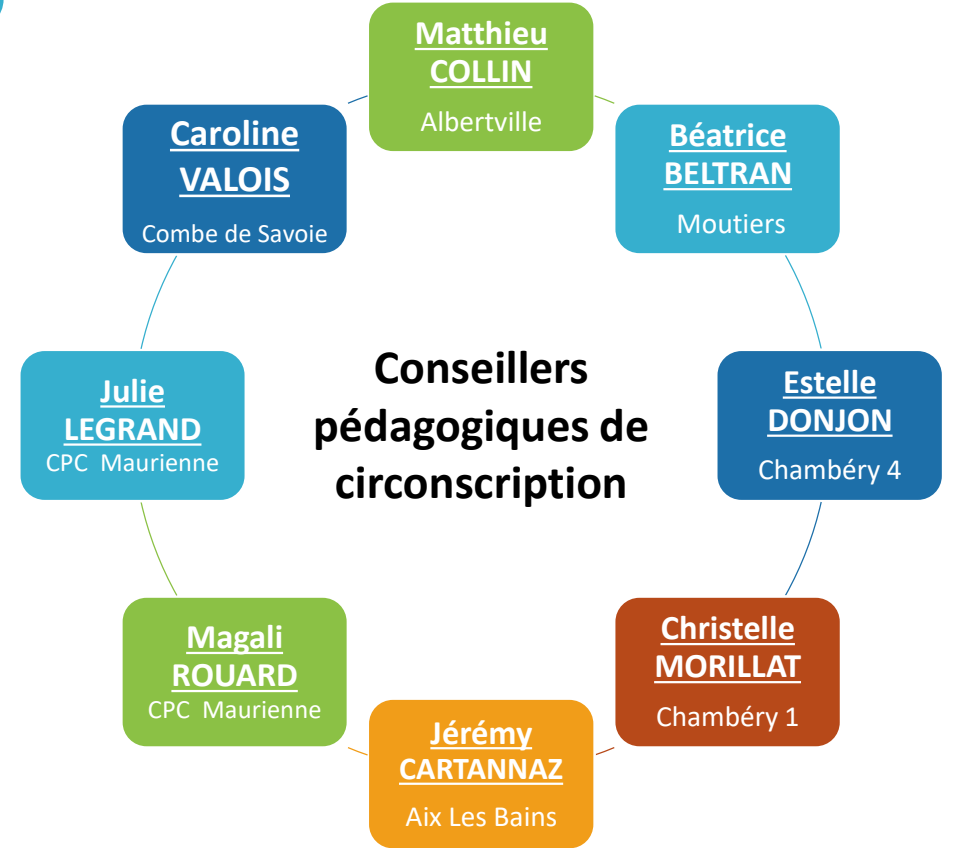 Matthieu
COLLIN
Albertville
Béatrice
BELTRAN
Moutiers
Estelle
DONJON
Chambéry 4
Christelle
MORILLAT
Chambéry 1
Jérémy
CARTANNAZ
Aix Les Bains
Magali
ROUARD
CPC Maurienne
Julie
LEGRAND
CPC Maurienne
Caroline
VALOIS
Combe de Savoie
Conseillers
pédagogiques de
circonscription